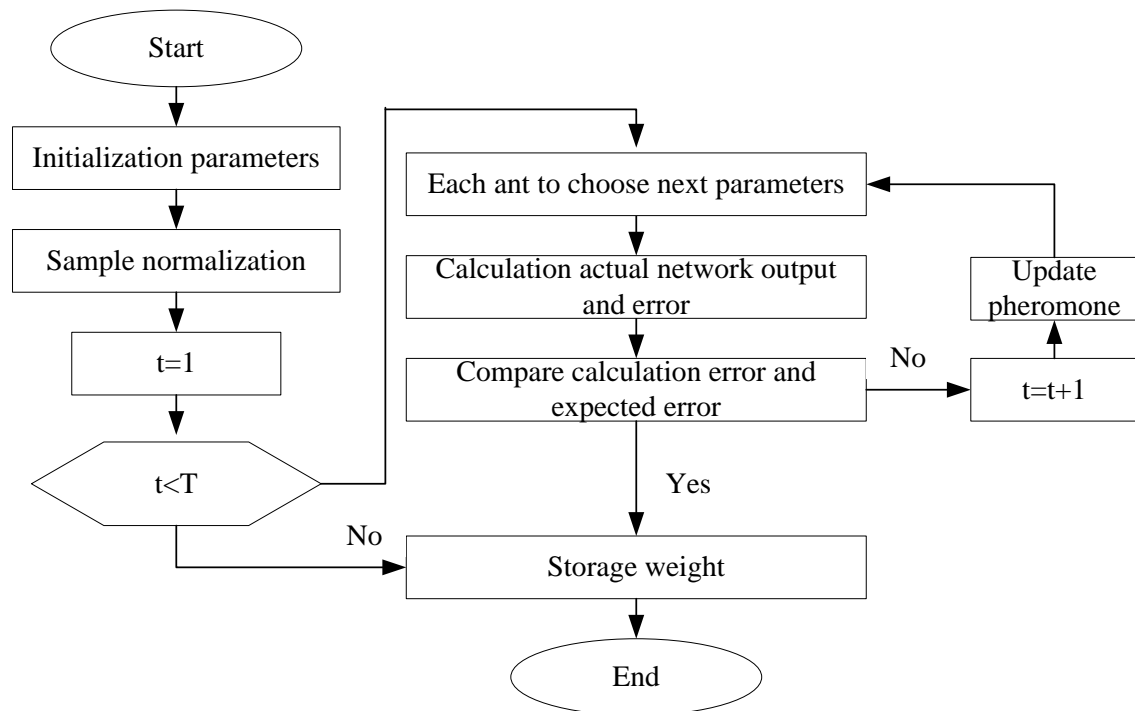 Start
Initialization parameters
Sample normalization
t=1
t<T
No
Each ant to choose next parameters
Calculation actual network output
and error
Compare calculation error and
expected error
No
t=t+1
Update
pheromone
Yes
Storage weight
End